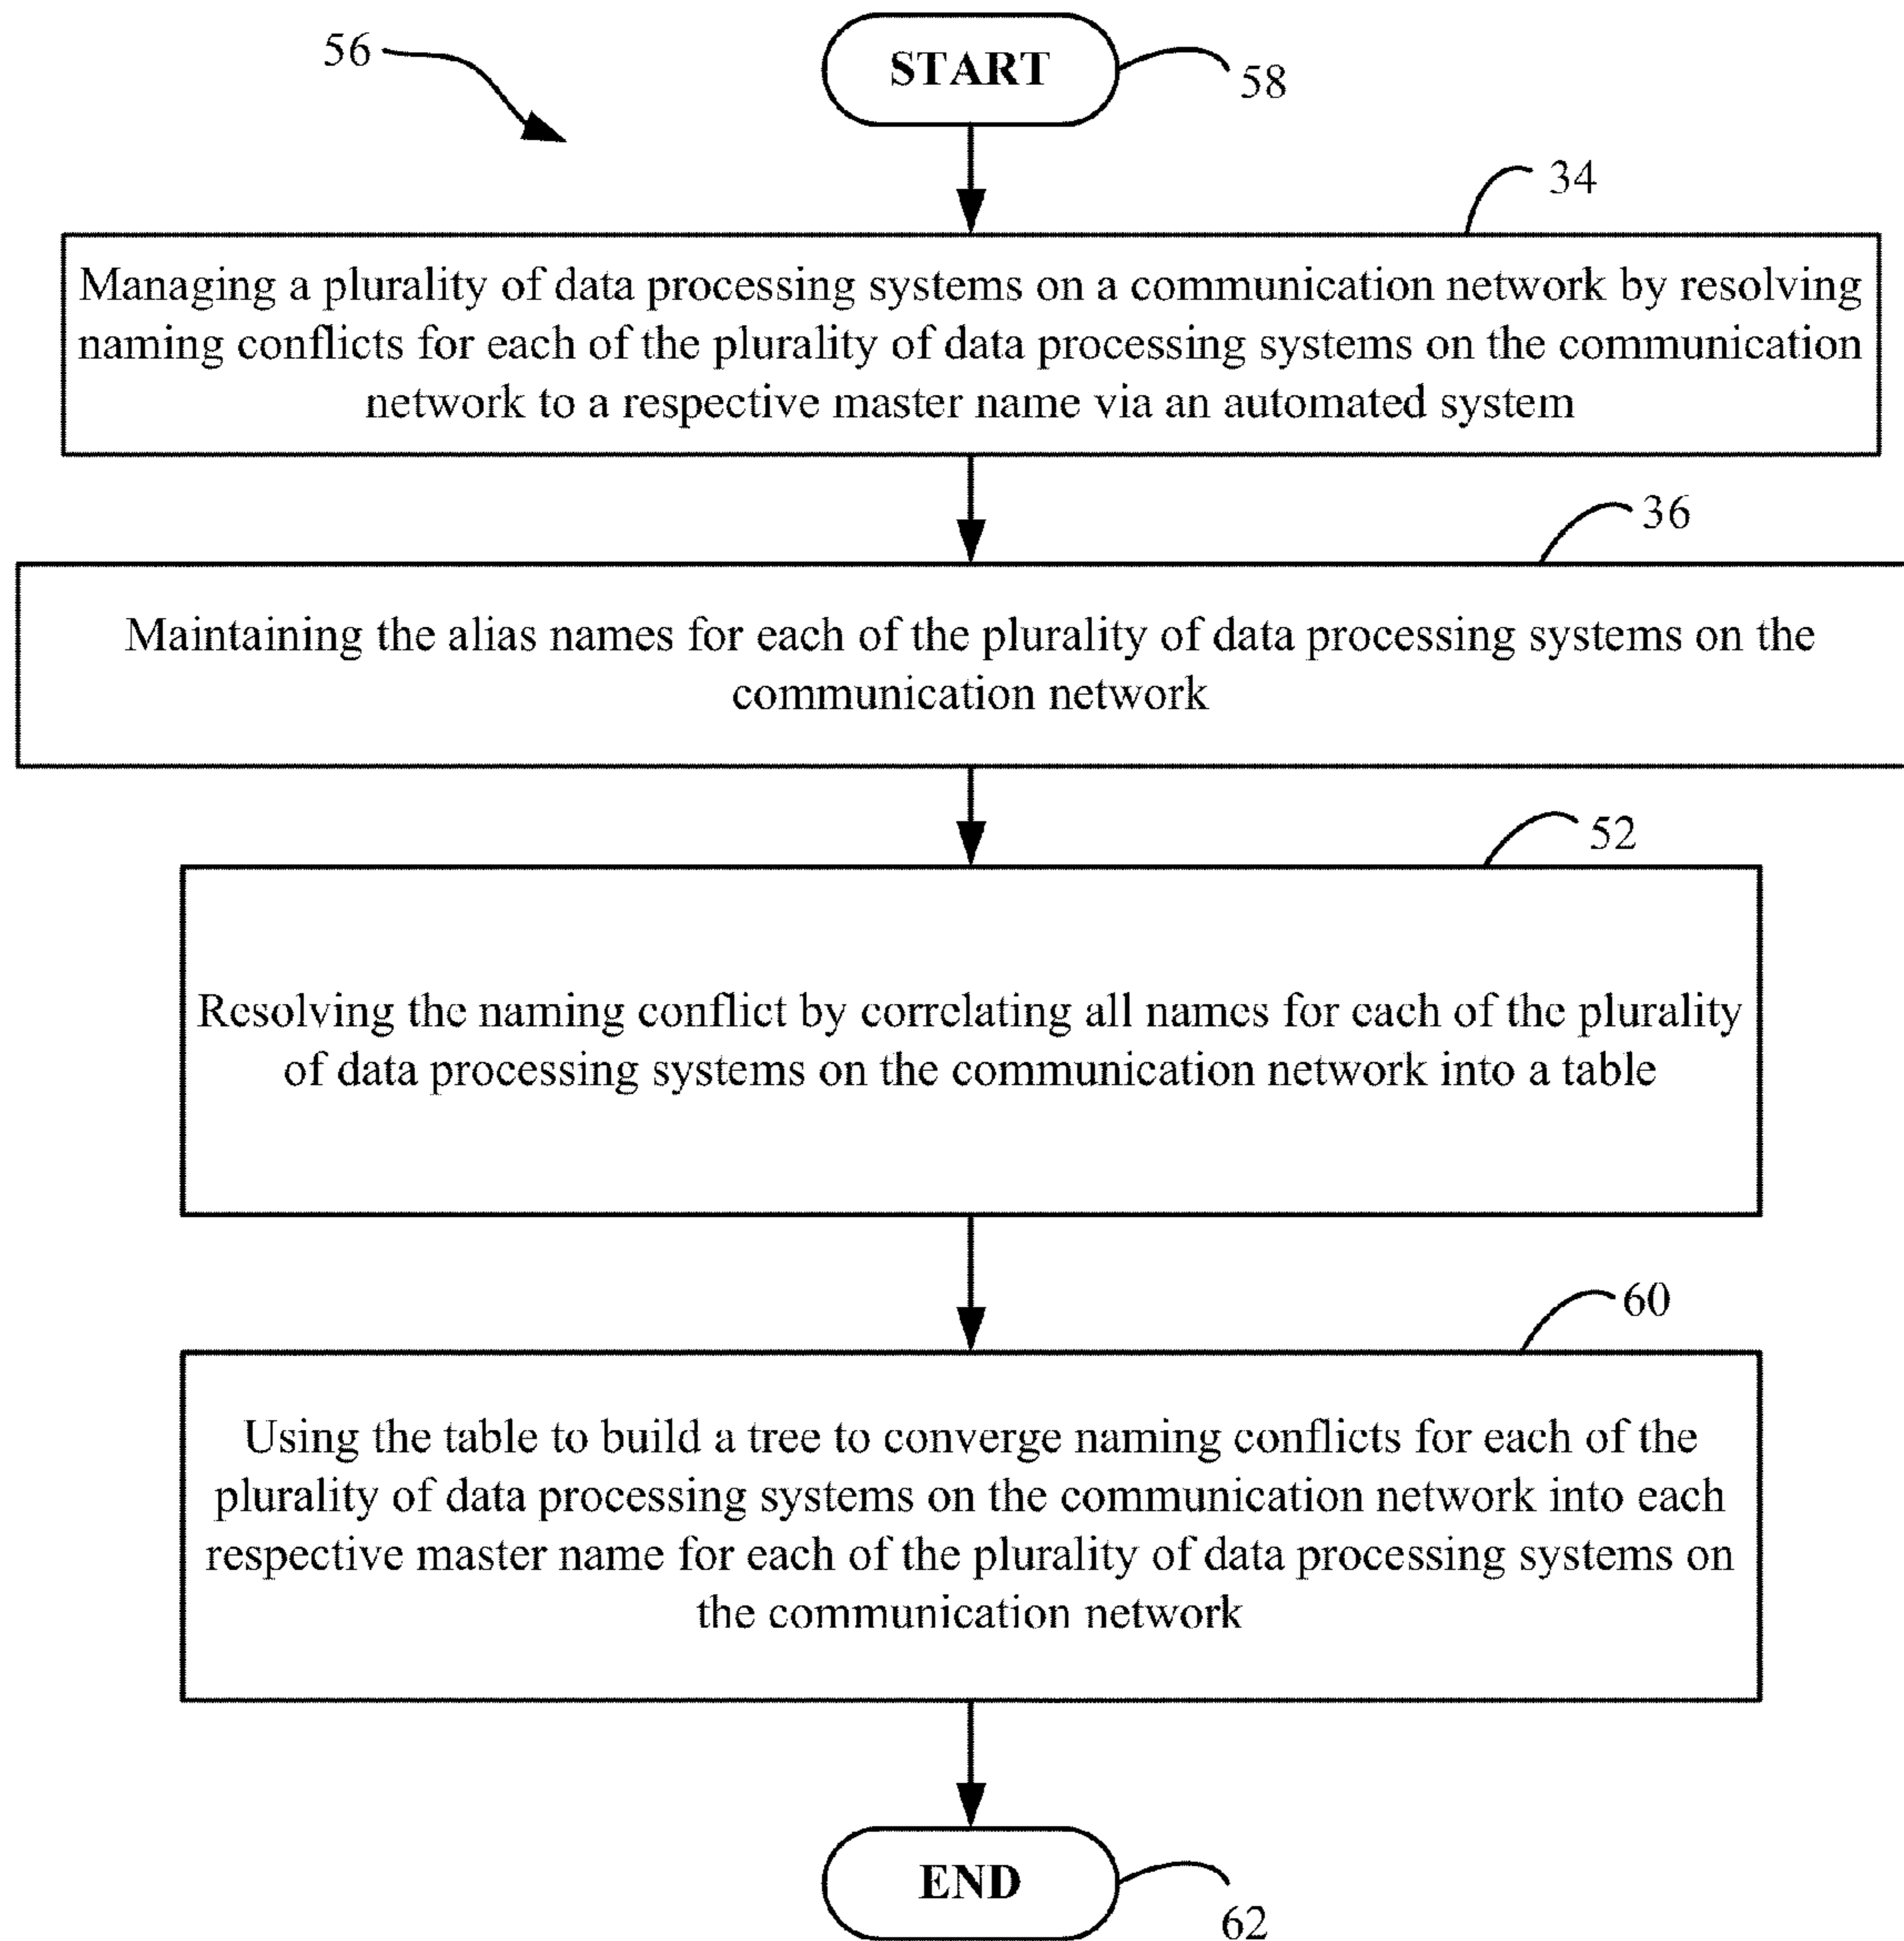 56
START
58
34
Managing a plurality of data processing systems on a communication network by resolving
naming conflicts for each of the plurality of data processing systems on the communication
network to a respective master name via an automated system
36
Maintaining the alias names for each of the plurality of data processing systems on the
communication network
52
Resolving the naming conflict by correlating all names for each of the plurality
of data processing systems on the communication network into a table
60
Using the table to build a tree to converge naming conflicts for each of the
plurality of data processing systems on the communication network into each
respective master name for each of the plurality of data processing systems on
the communication network
END
62